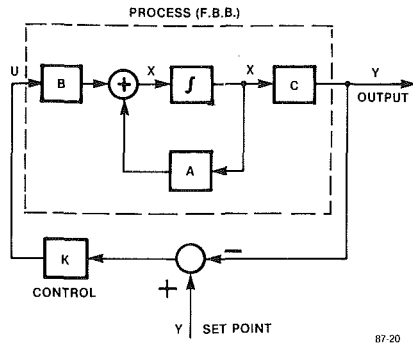 PROCESS (F.B.B.)
U
B
+
X
∫
X
C
Y
OUTPUT
A
K
CONTROL
−
+
Y SET POINT
87-20